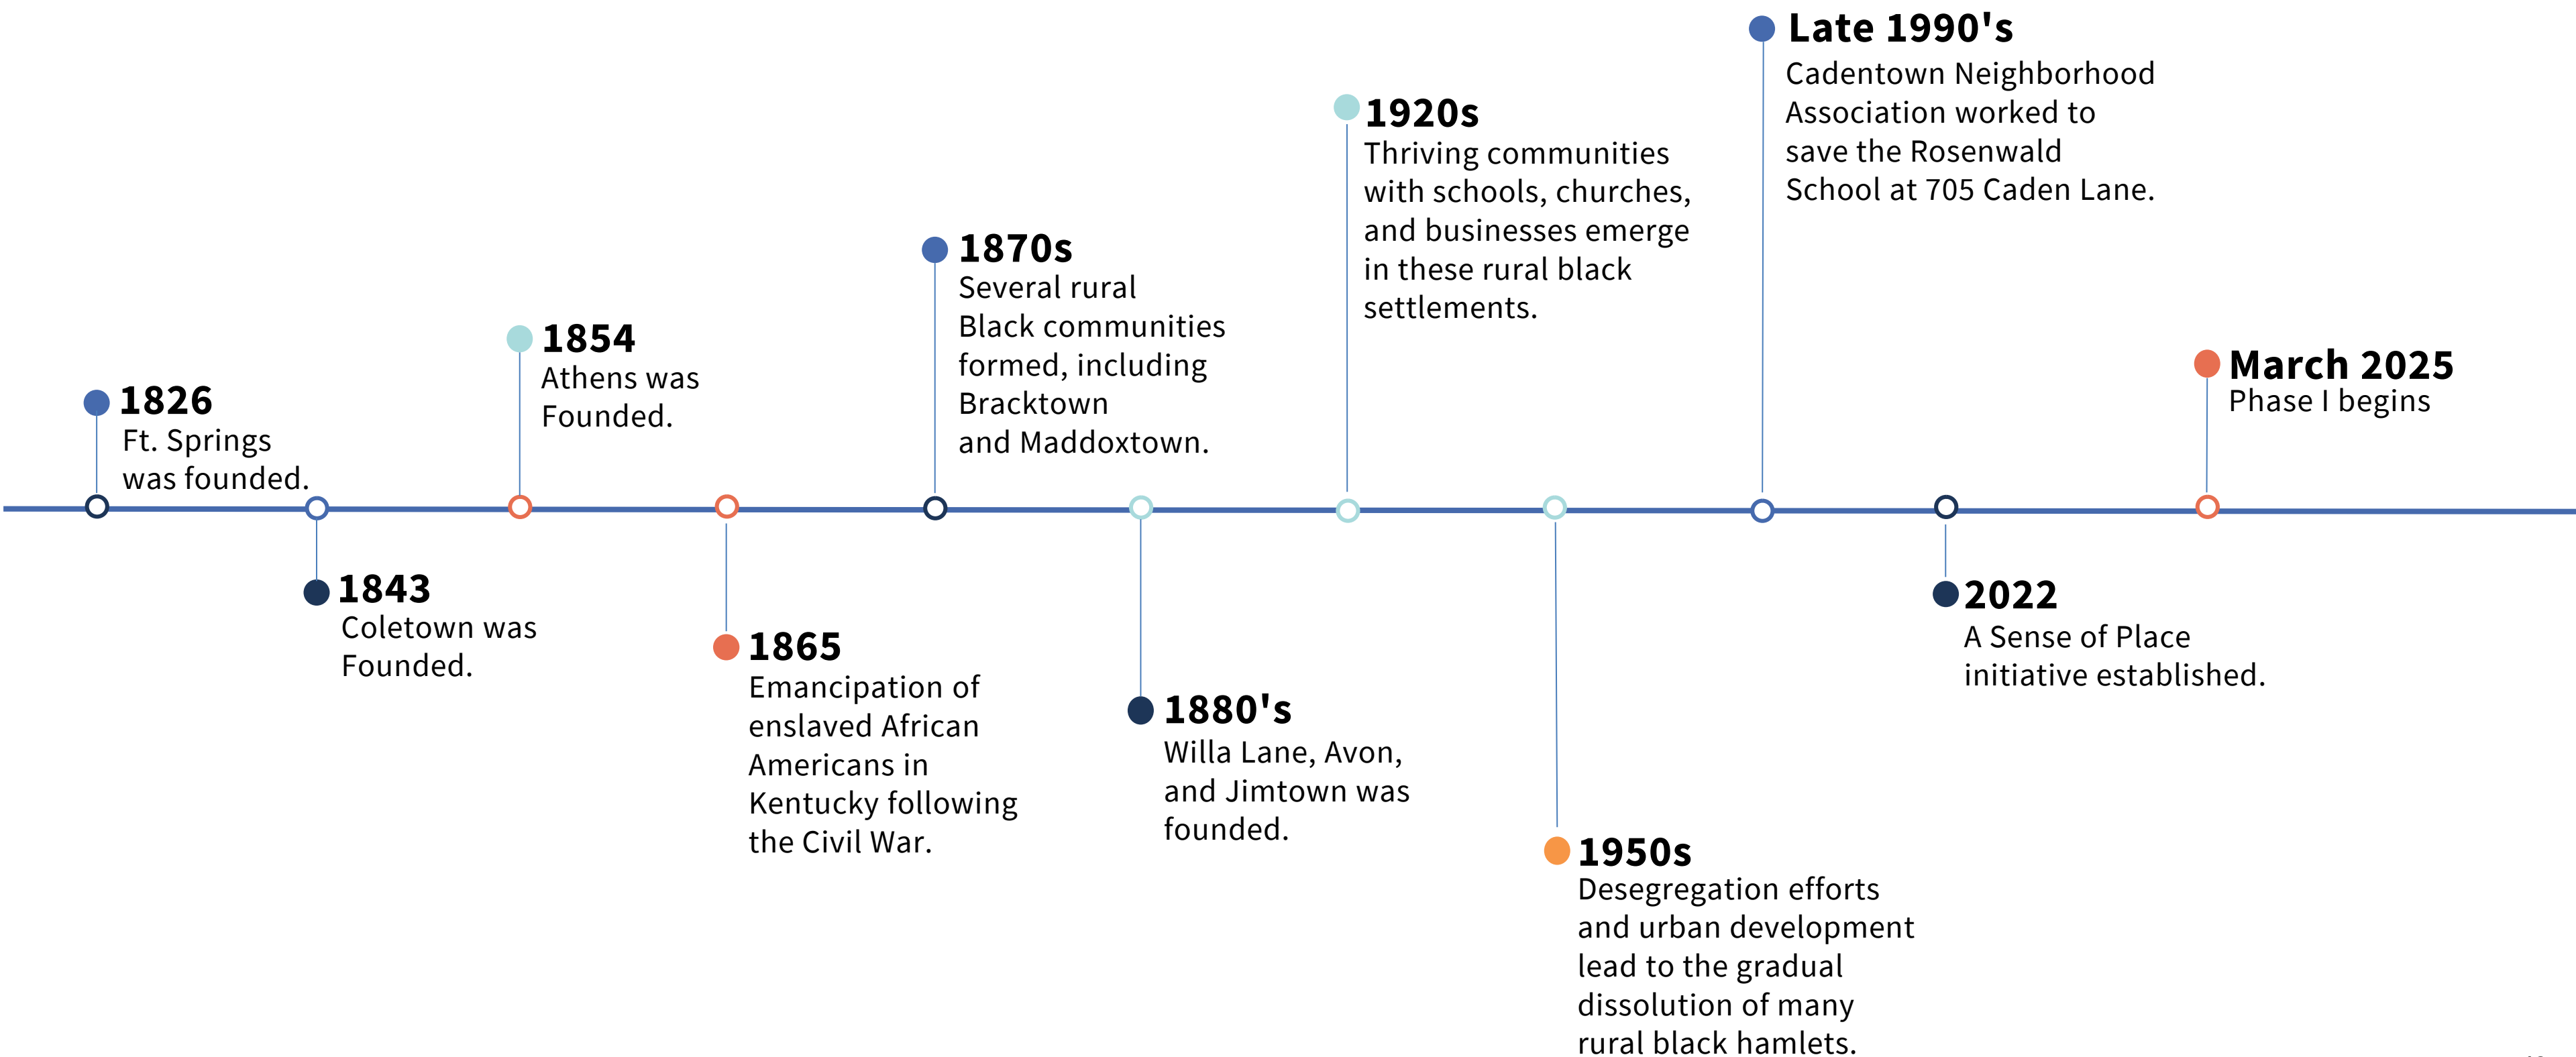 1826
Ft. Springs
was founded.
1843
Coletown was
Founded.
1854
Athens was
Founded.
1865
Emancipation of
enslaved African
Americans in
Kentucky following
the Civil War.
1870s
Several rural
Black communities
formed, including
Bracktown
and Maddoxtown.
1880's
Willa Lane, Avon,
and Jimtown was
founded.
1920s
Thriving communities
with schools, churches,
and businesses emerge
in these rural black
settlements.
1950s
Desegregation efforts
and urban development
lead to the gradual
dissolution of many
rural black hamlets.
Late 1990's
Cadentown Neighborhood
Association worked to
save the Rosenwald
School at 705 Caden Lane.
2022
A Sense of Place
initiative established.
March 2025
Phase I begins